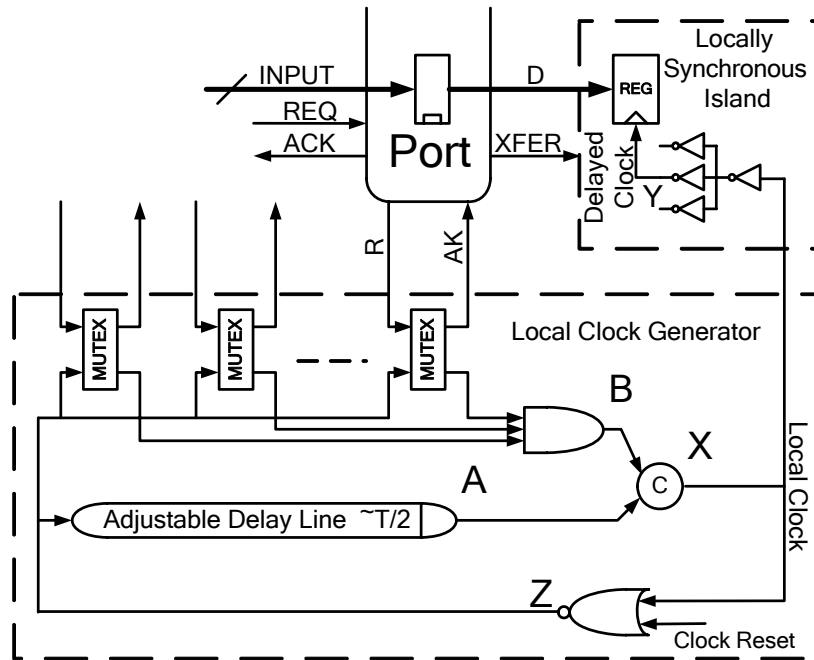 Locally
Synchronous
Island
INPUT
D
REG
REQ
ACK
Port
XFER
Delayed
Clock
Y
R
AK
MUTEX
MUTEX
MUTEX
Local Clock Generator
B
X
A
C
Adjustable Delay Line ~T/2
Local Clock
Z
Clock Reset